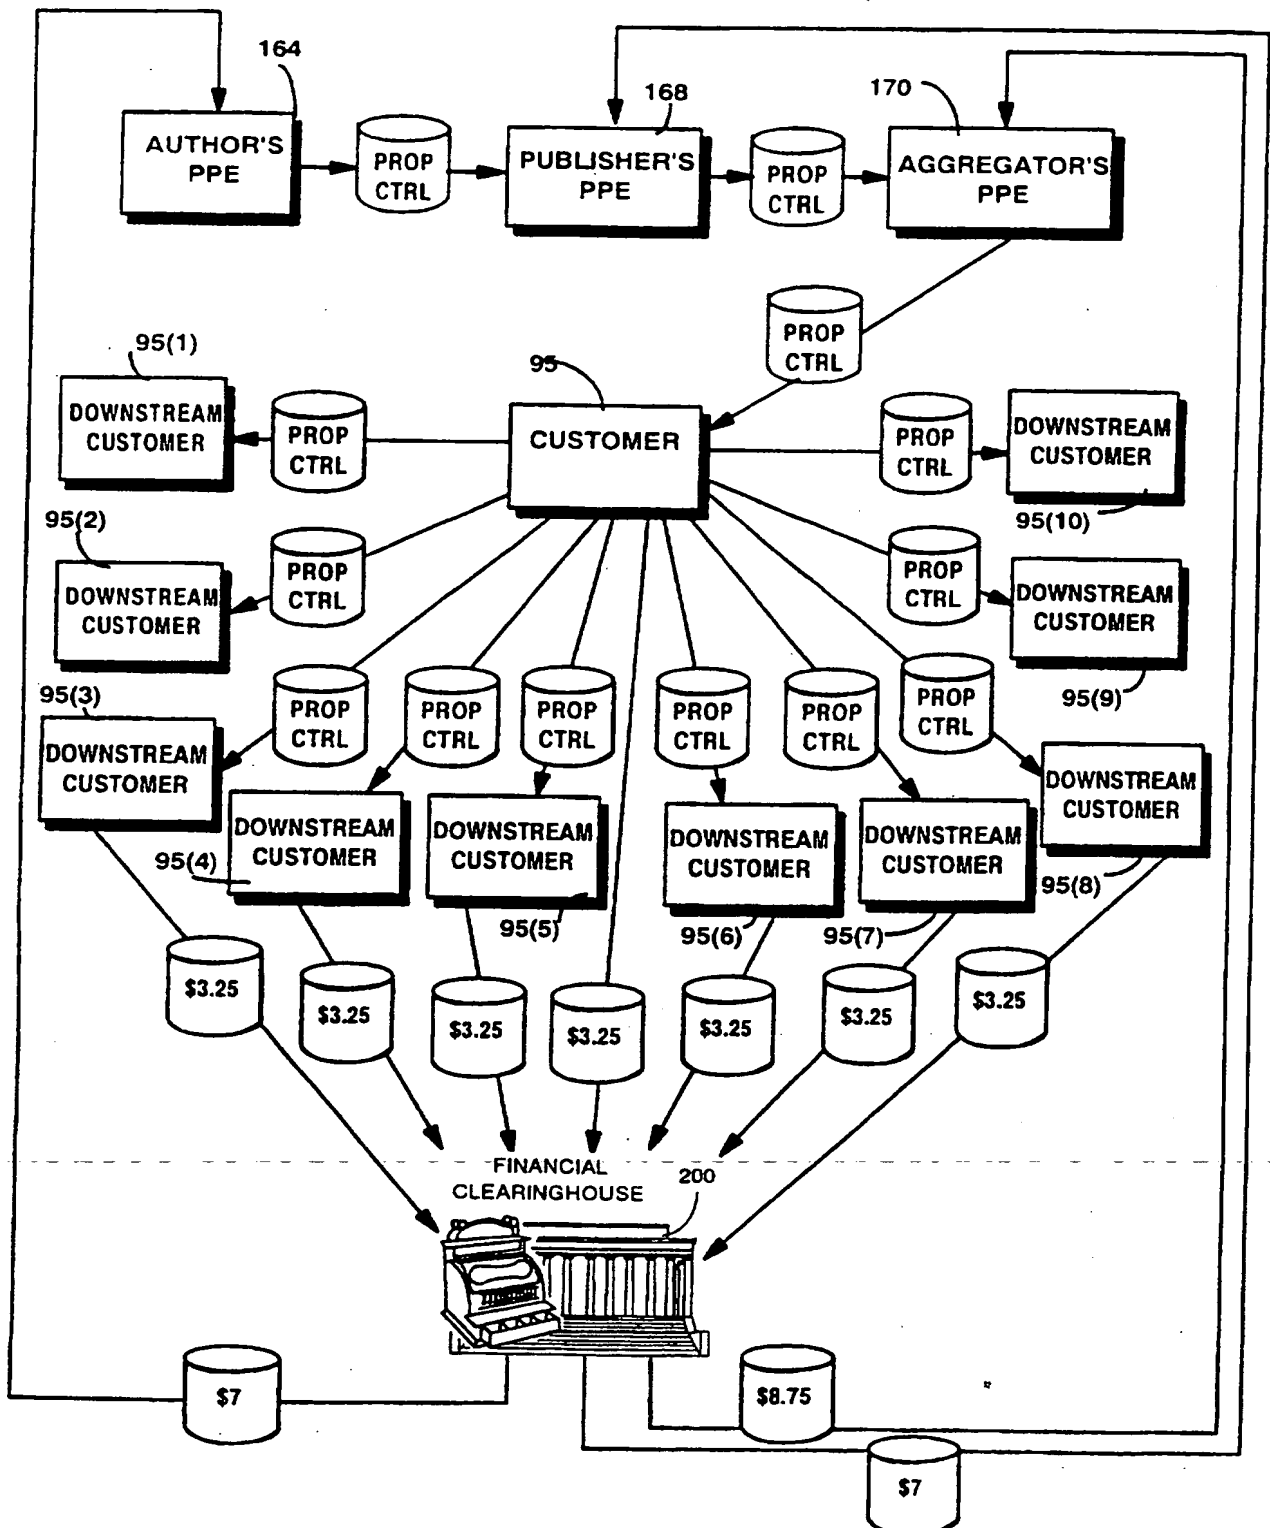 164
168
170
AUTHOR'S
PPE
PROP
CTRL
PUBLISHER'S
PPE
PROP
CTRL
AGGREGATOR'S
PPE
PROP
CTRL
95(1)
95
DOWNSTREAM
CUSTOMER
PROP
CTRL
CUSTOMER
PROP
CTRL
DOWNSTREAM
CUSTOMER
95(10)
95(2)
DOWNSTREAM
CUSTOMER
PROP
CTRL
PROP
CTRL
DOWNSTREAM
CUSTOMER
95(9)
95(3)
DOWNSTREAM
CUSTOMER
PROP
CTRL
PROP
CTRL
PROP
CTRL
PROP
CTRL
PROP
CTRL
PROP
CTRL
DOWNSTREAM
CUSTOMER
95(8)
DOWNSTREAM
CUSTOMER
95(4)
DOWNSTREAM
CUSTOMER
95(5)
DOWNSTREAM
CUSTOMER
95(6)
DOWNSTREAM
CUSTOMER
95(7)
$3.25
$3.25
$3.25
$3.25
$3.25
$3.25
$3.25
FINANCIAL
CLEARINGHOUSE
200
$7
$8.75
$7